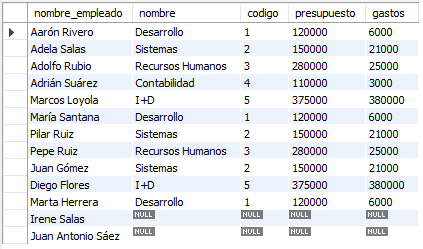 nombre_empleado nombre codigo presupuesto gastos
Aarón Rivero Desarrollo 1 120000 6000
Adela Salas Sistemas 2 150000 21000
Adolfo Rubio Recursos Humanos 3 280000 25000
Adrián Suárez Contabilidad 4 110000 3000
Marcos Loyola I+D 5 375000 380000
María Santana Desarrollo 1 120000 6000
Pilar Ruiz Sistemas 2 150000 21000
Pepe Ruiz Recursos Humanos 3 280000 25000
Juan Gómez Sistemas 2 150000 21000
Diego Flores I+D 5 375000 380000
Marta Herrera Desarrollo 1 120000 6000
Irene Salas NULL NULL NULL NULL
Juan Antonio Sáez NULL NULL NULL NULL